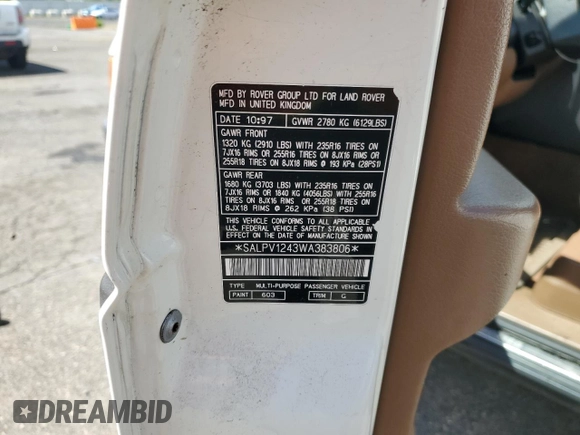 MFD BY ROVER GROUP LTD FOR LAND ROVER
MFD IN UNITED KINGDOM
DATE 10:97 GVWR 2780 KG (6129LBS)
GAWR FRONT
1320 KG (2910 LBS) WITH 235R16 TIRES ON
7JX16 RIMS OR 255R16 TIRES ON 8JX16 RIMS OR
255R18 TIRES ON 8JX18 RIMS @ 193 KPa (28PSI)
GAWR REAR
1680 KG (3703 LBS) WITH 235R16 TIRES ON
7JX16 RIMS OR 1840 KG (4056LBS) WITH 255R16
TIRES ON 8JX16 RIMS OR 255R18 TIRES ON
8JX18 RIMS @ 262 KPa (38 PSI)
THIS VEHICLE CONFORMS TO ALL APPLICABLE
U.S. FEDERAL VEHICLE SAFETY STANDARDS IN EFFECT
ON THE DATE OF MANUFACTURE SHOWN ABOVE
*SALPV1243WA383806*
TYPE MULTI-PURPOSE PASSENGER VEHICLE
PAINT 603 TRIM G
DREAMBID